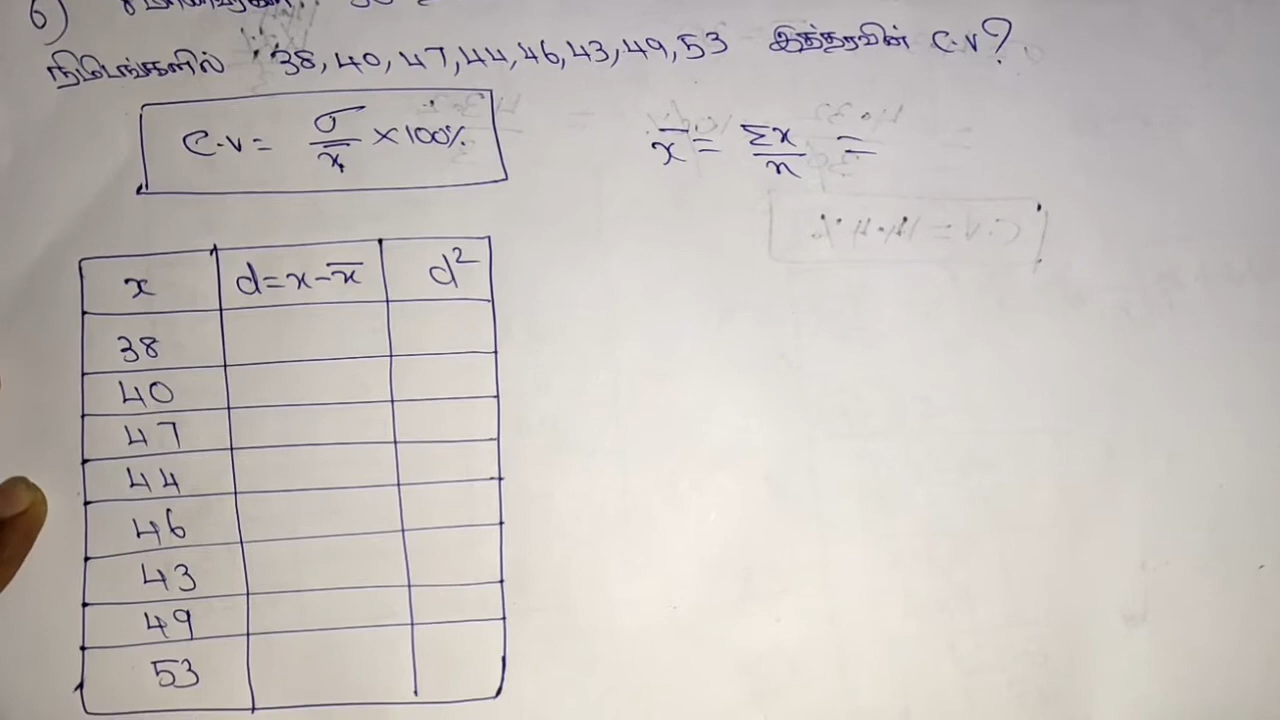 6)
நிமிடங்களில் 38, 40, 47, 44, 46, 43, 49, 53 இத்தரவின் C.V?
C.V = σ/x̄ × 100%
x̄ = Σx/n =
x d=x-x̄ d²
38
40
47
44
46
43
49
53